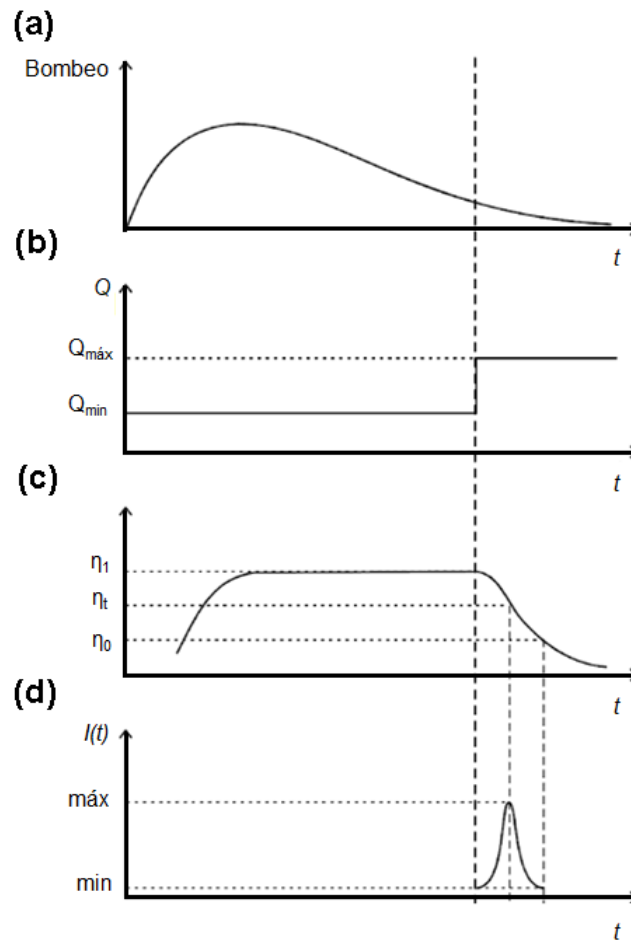 (a)
Bombeo
t
(b)
Q
Qmáx
Qmin
t
(c)
η1
ηt
η0
t
(d)
I(t)
máx
min
t